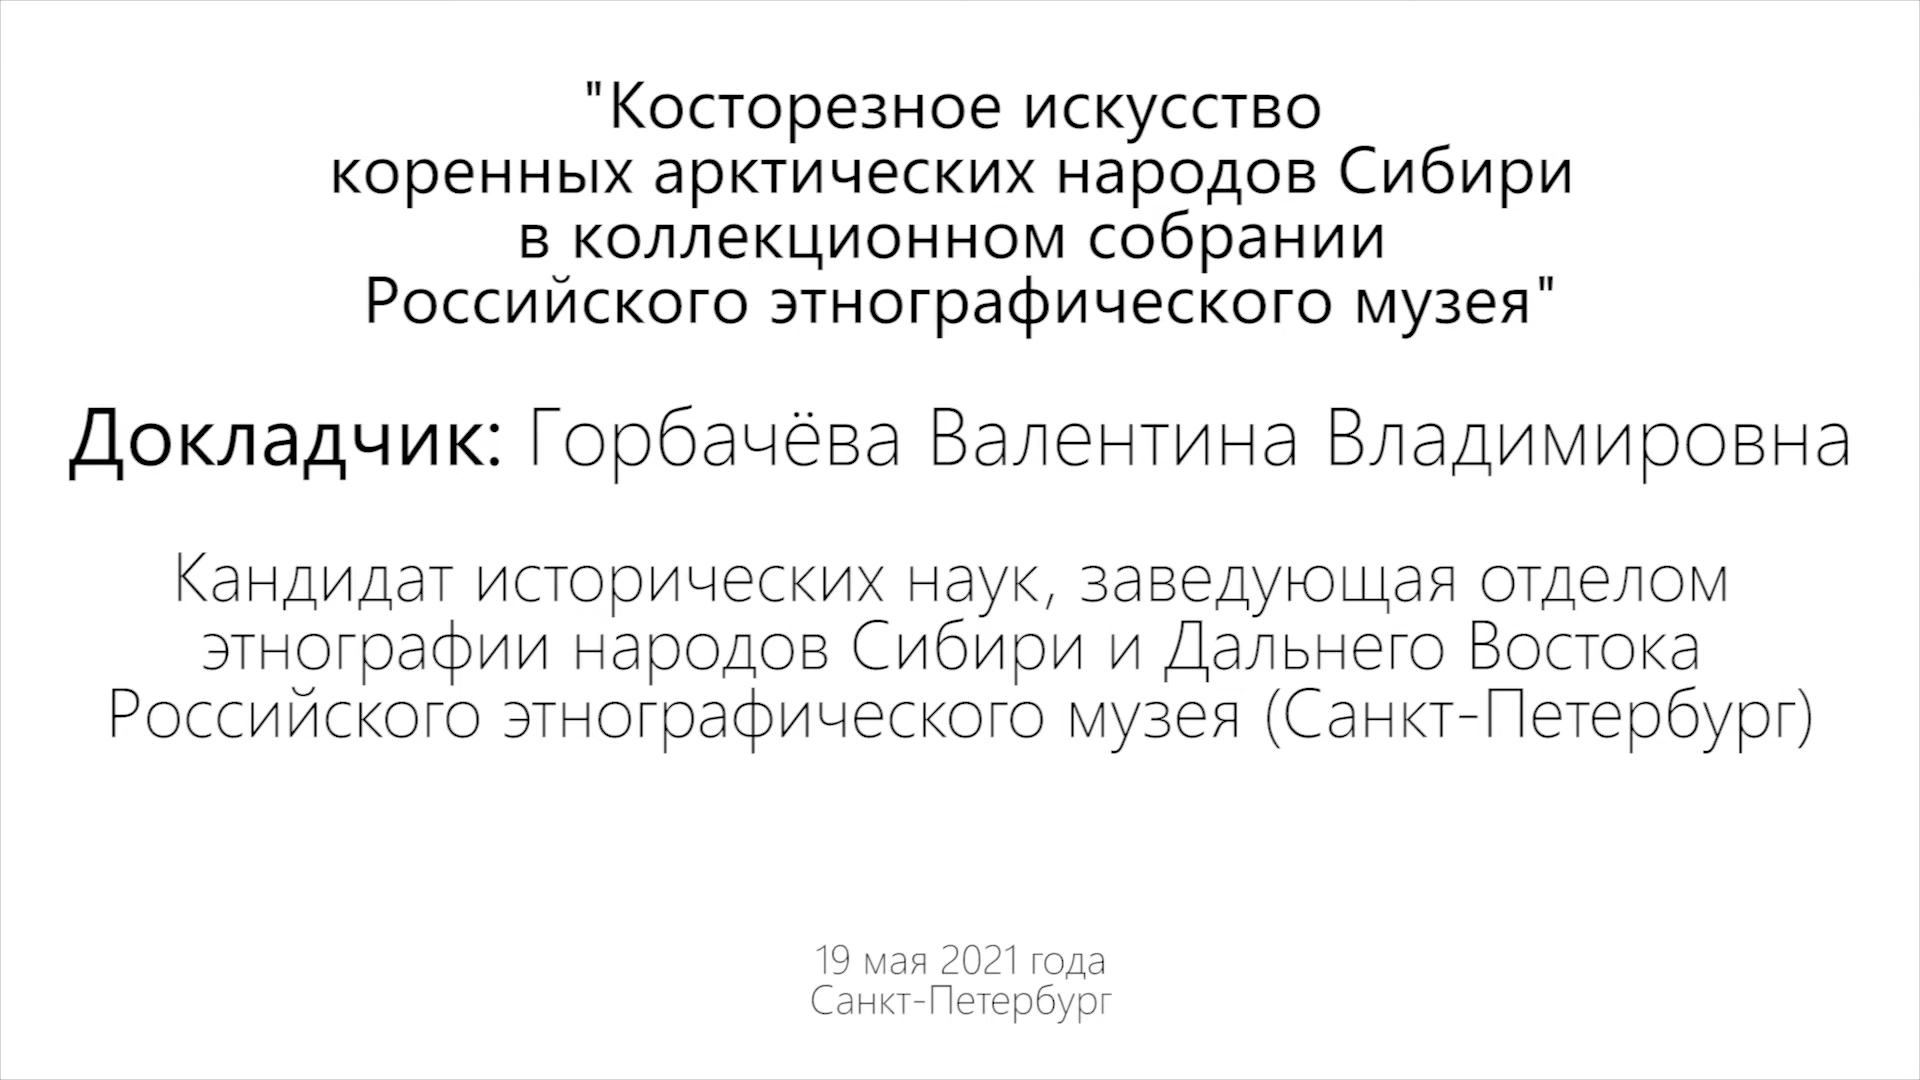 "Косторезное искусство
коренных арктических народов Сибири
в коллекционном собрании
Российского этнографического музея"
Докладчик: Горбачёва Валентина Владимировна
Кандидат исторических наук, заведующая отделом
этнографии народов Сибири и Дальнего Востока
Российского этнографического музея (Санкт-Петербург)
19 мая 2021 года
Санкт-Петербург